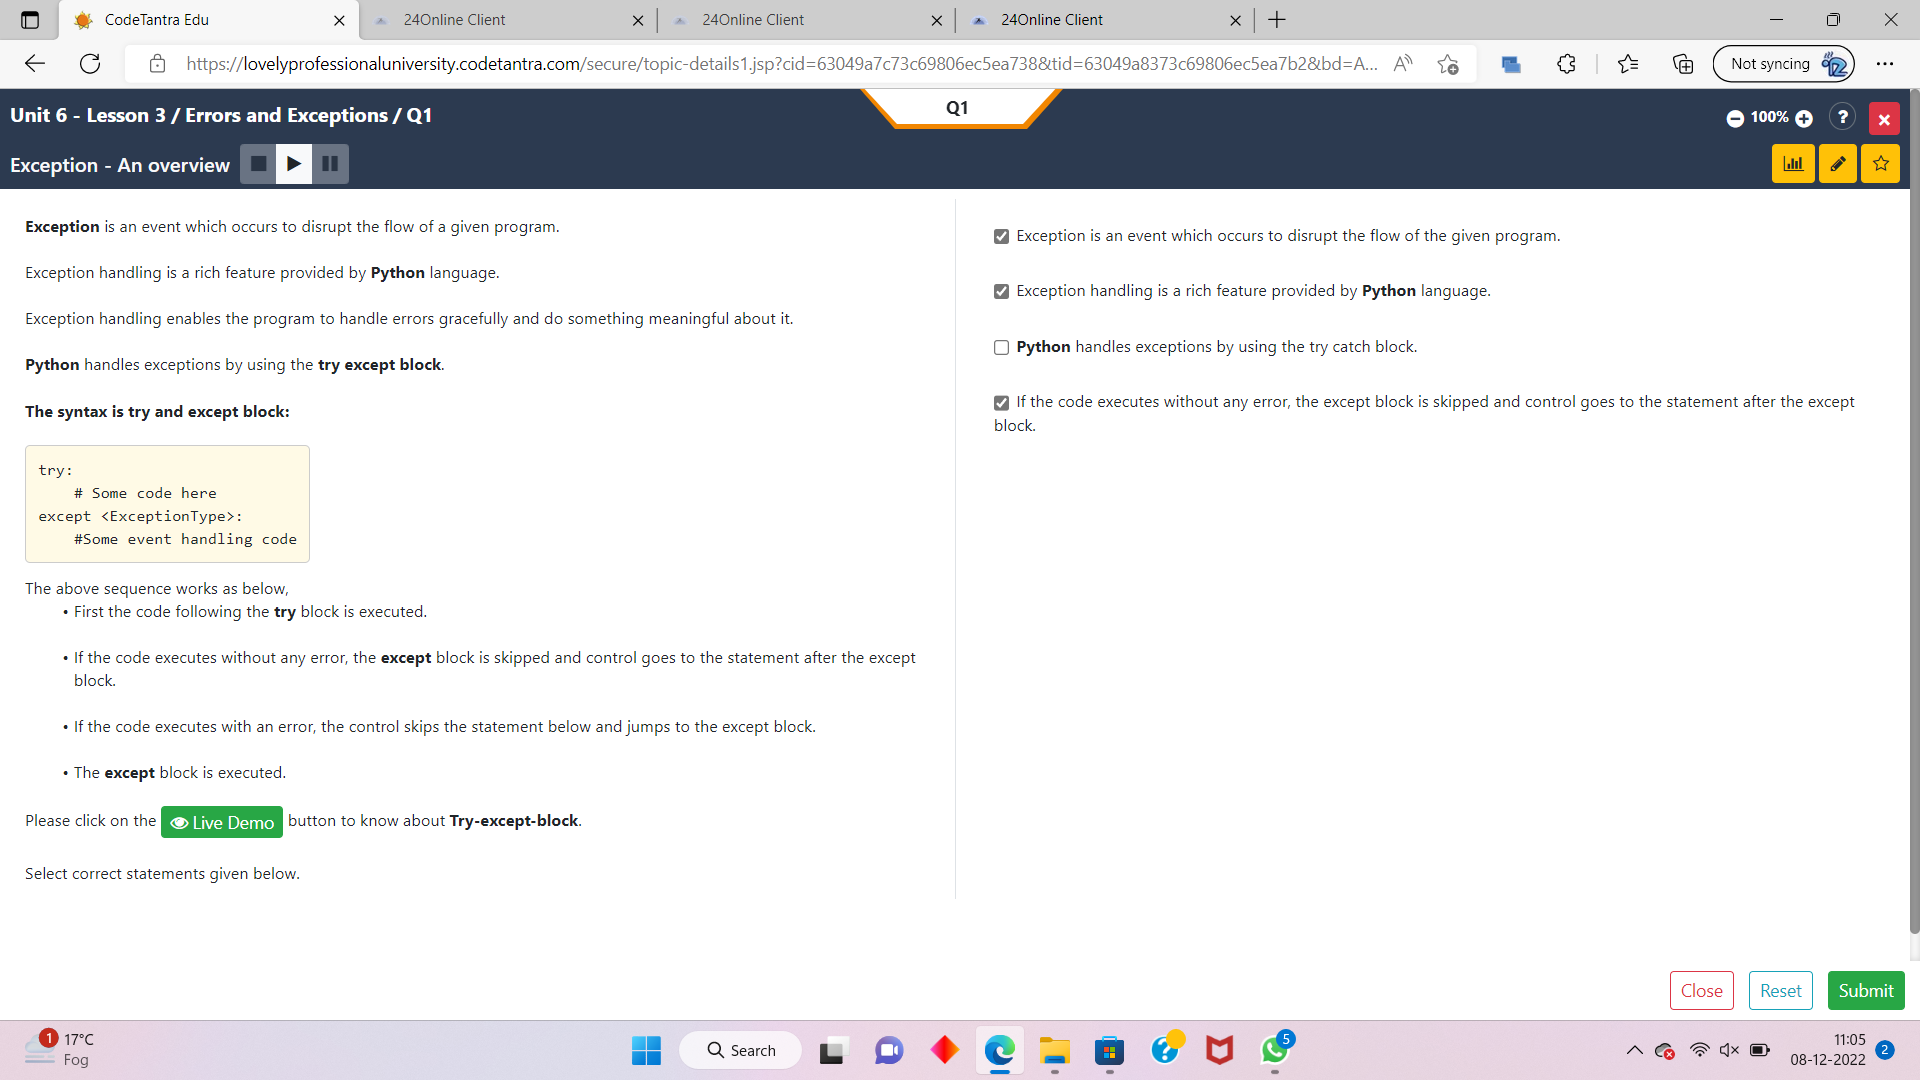 CodeTantra Edu
24Online Client
24Online Client
24Online Client
https://lovelyprofessionaluniversity.codetantra.com/secure/topic-details1.jsp?cid=63049a7c73c69806ec5ea738&tid=63049a8373c69806ec5ea7b2&bd=A...
Not syncing
Unit 6 - Lesson 3 / Errors and Exceptions / Q1
Q1
100%
?
Exception - An overview
Exception is an event which occurs to disrupt the flow of a given program.
Exception handling is a rich feature provided by Python language.
Exception handling enables the program to handle errors gracefully and do something meaningful about it.
Python handles exceptions by using the try except block.
The syntax is try and except block:
try:
    # Some code here
except <ExceptionType>:
    #Some event handling code
The above sequence works as below,
• First the code following the try block is executed.
• If the code executes without any error, the except block is skipped and control goes to the statement after the except
block.
• If the code executes with an error, the control skips the statement below and jumps to the except block.
• The except block is executed.
Please click on the Live Demo button to know about Try-except-block.
Select correct statements given below.
Exception is an event which occurs to disrupt the flow of the given program.
Exception handling is a rich feature provided by Python language.
Python handles exceptions by using the try catch block.
If the code executes without any error, the except block is skipped and control goes to the statement after the except
block.
Close
Reset
Submit
1
17°C
Fog
Search
5
11:05
08-12-2022
2